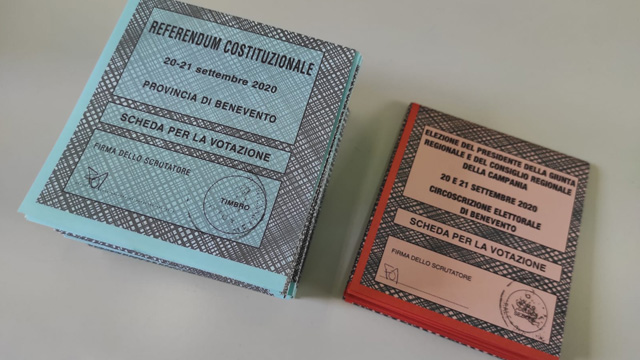 REFERENDUM COSTITUZIONALE
20-21 settembre 2020
PROVINCIA DI BENEVENTO
SCHEDA PER LA VOTAZIONE
FIRMA DELLO SCRUTATORE
TIMBRO
ELEZIONE DEL PRESIDENTE DELLA GIUNTA
REGIONALE E DEL CONSIGLIO REGIONALE
DELLA CAMPANIA
20 E 21 SETTEMBRE 2020
CIRCOSCRIZIONE ELETTORALE
DI BENEVENTO
SCHEDA PER LA VOTAZIONE
FIRMA DELLO SCRUTATORE